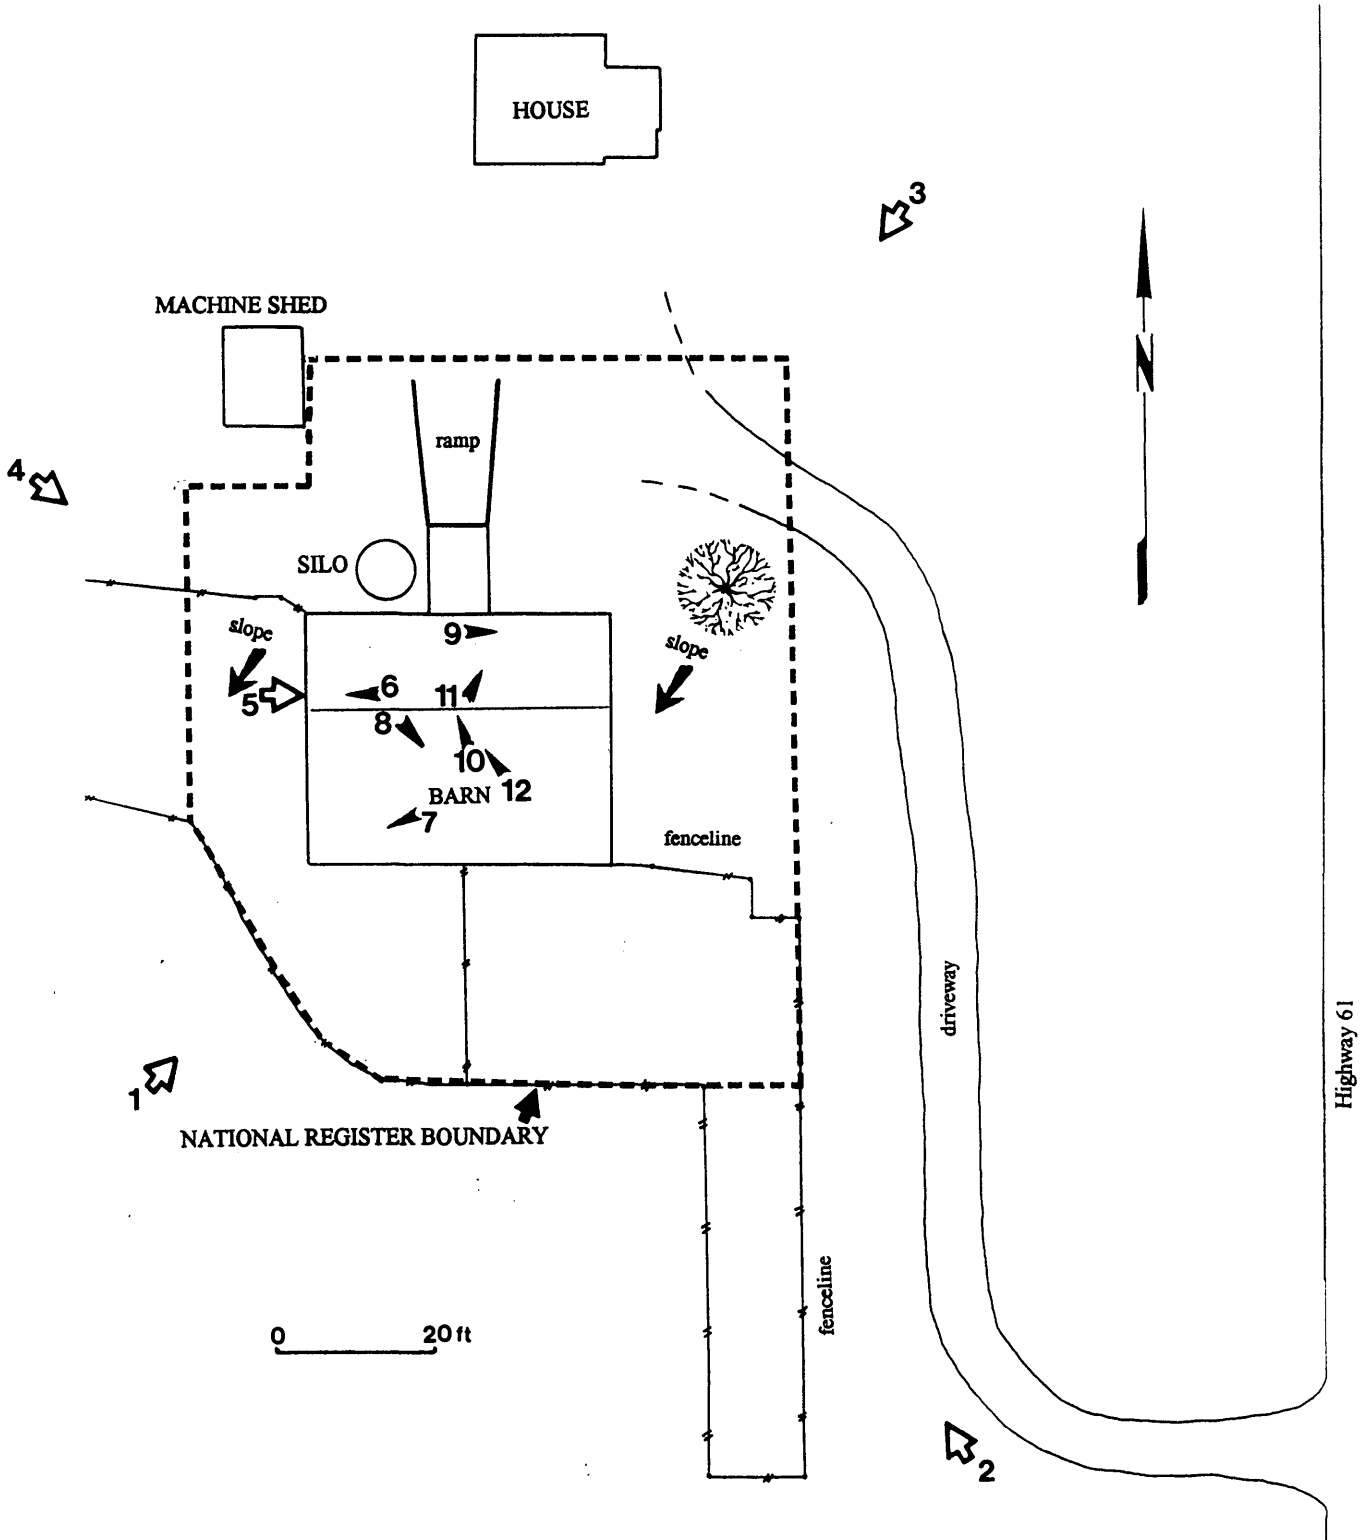 HOUSE
3
MACHINE SHED
N
ramp
4
SILO
slope
9
slope
6
11
5
8
10
12
BARN
7
fenceline
driveway
Highway 61
1
NATIONAL REGISTER BOUNDARY
fenceline
0 20 ft
2